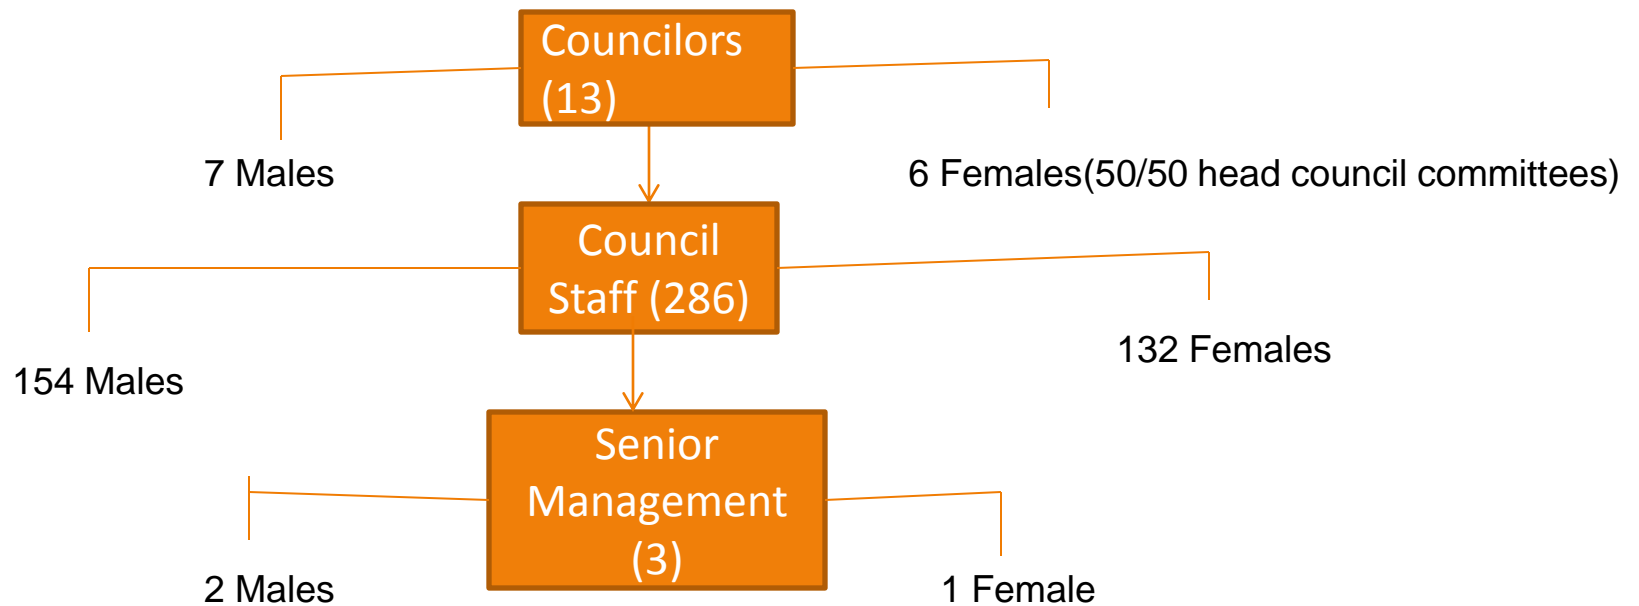 Councilors
(13)
7 Males
6 Females(50/50 head council committees)
Council
Staff (286)
154 Males
132 Females
Senior
Management
(3)
2 Males
1 Female